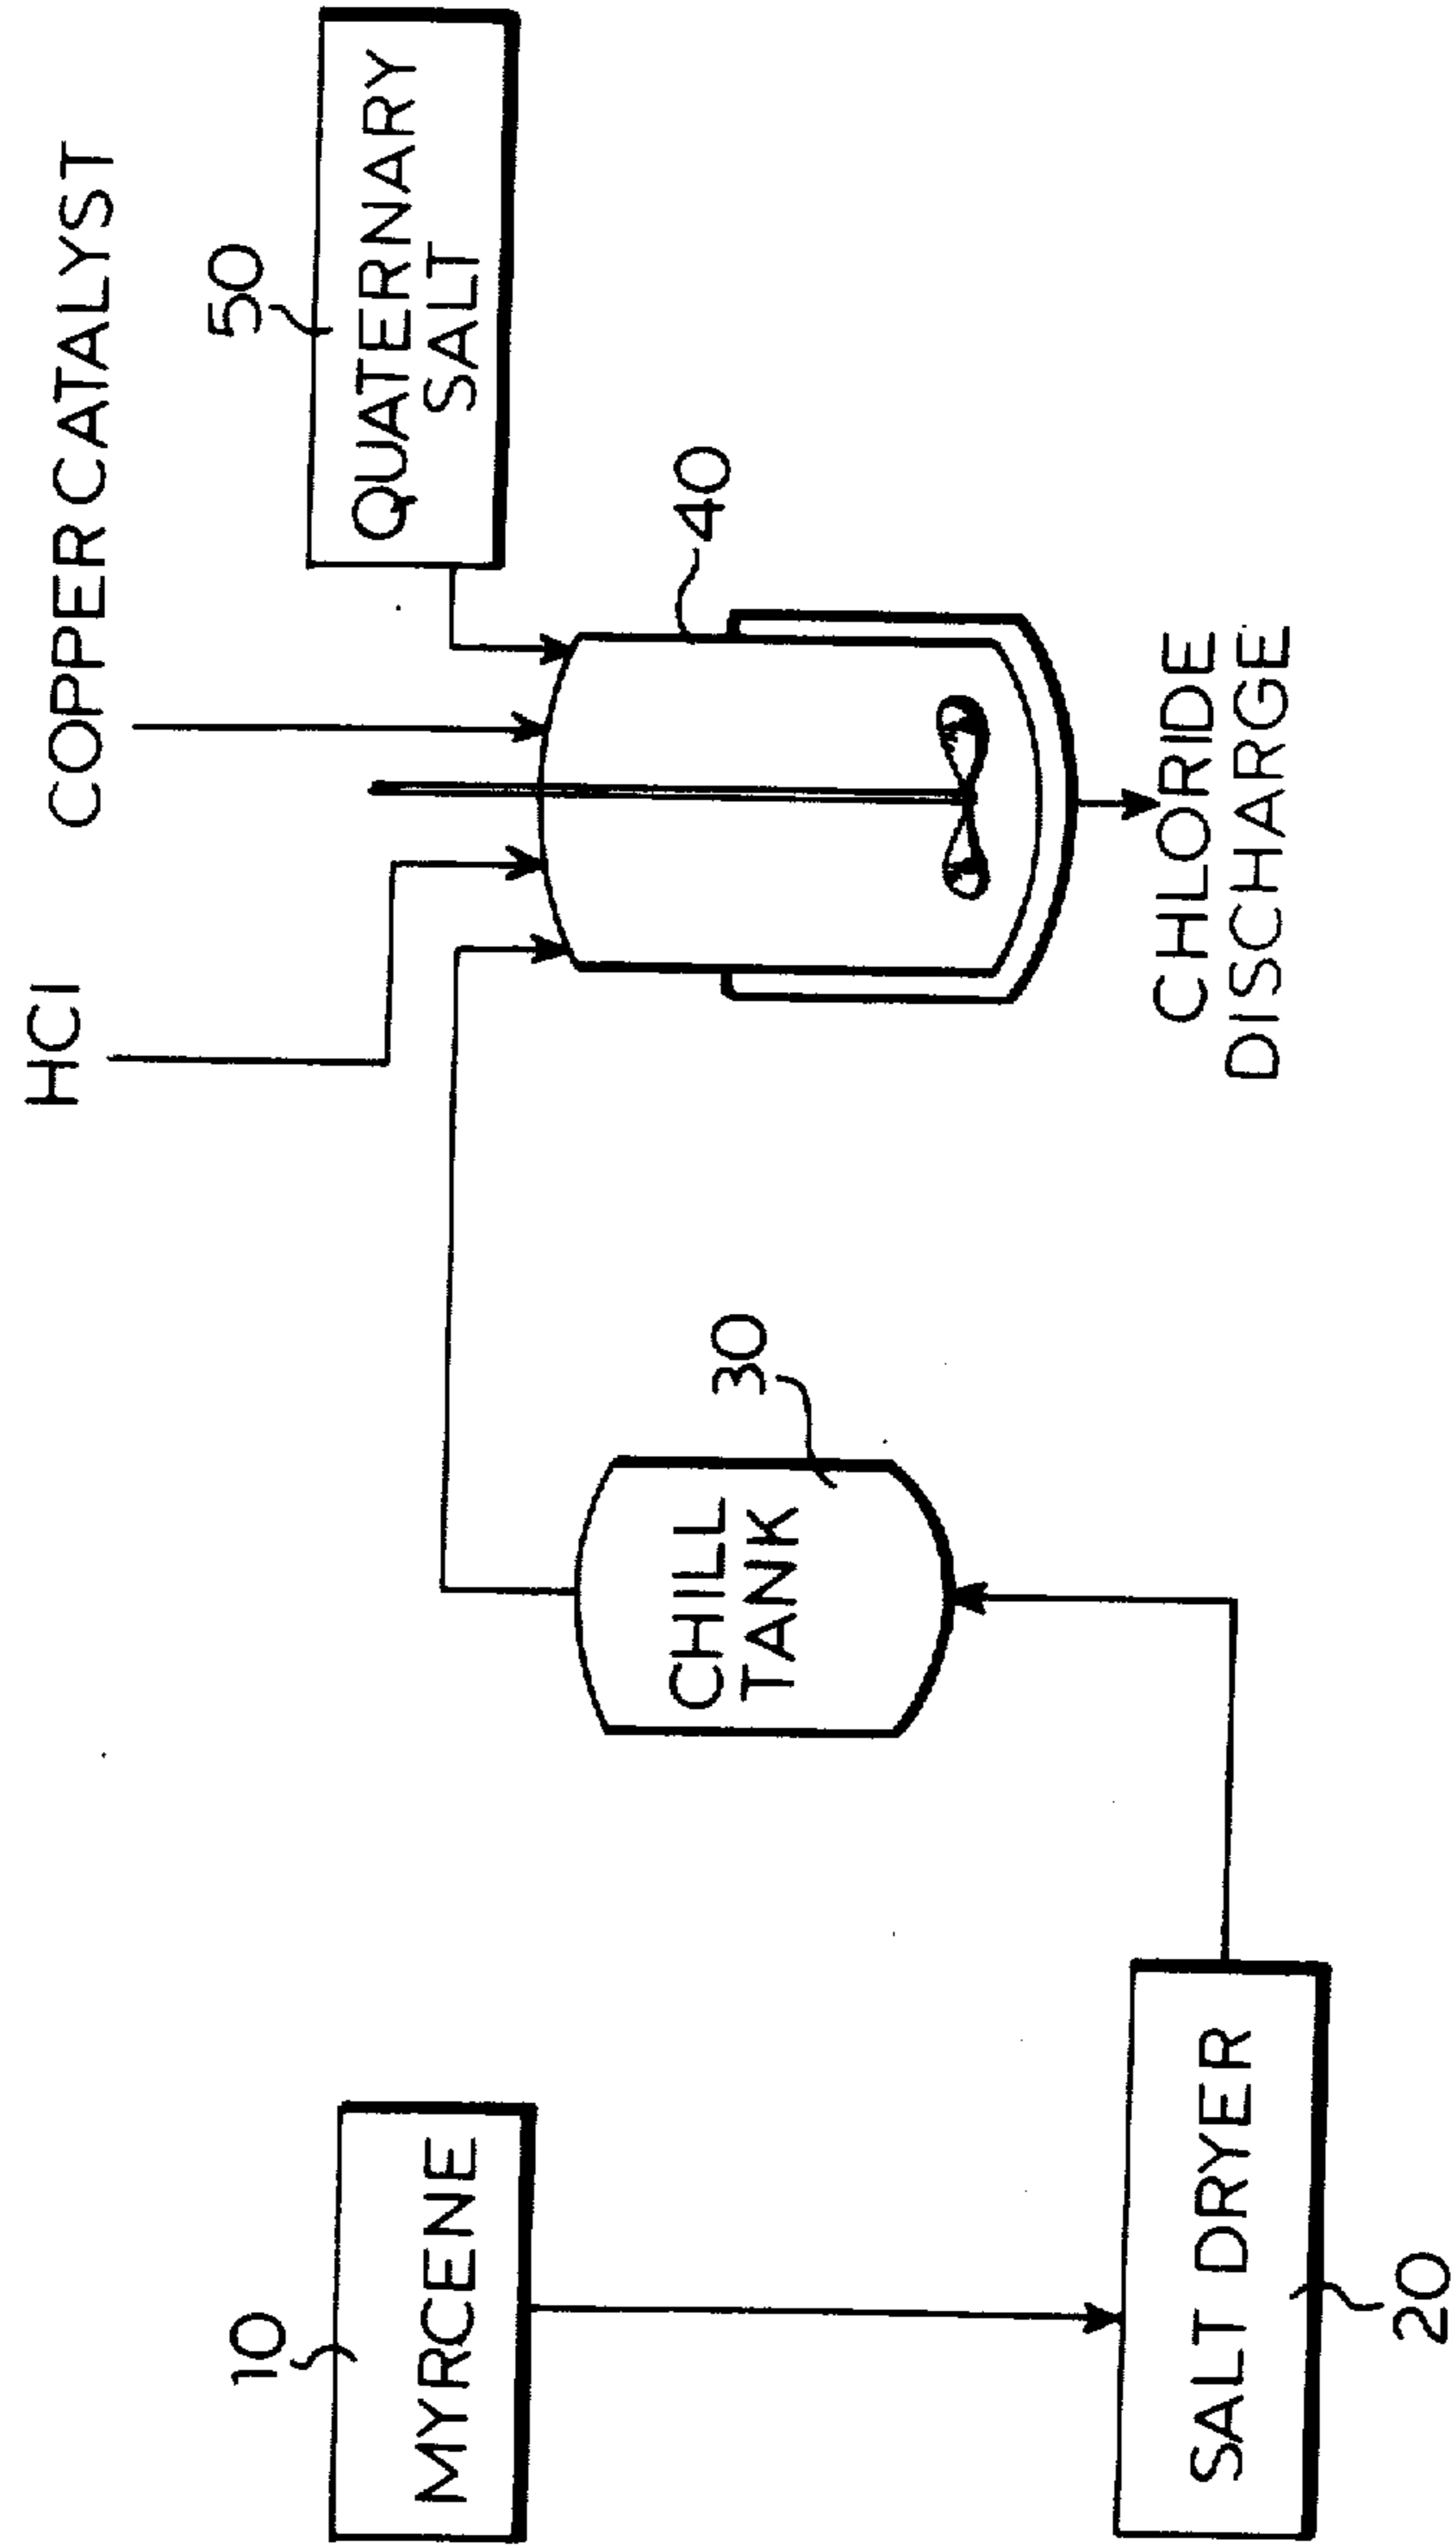 HCl
COPPER CATALYST
50
QUATERNARY
SALT
40
CHLORIDE
DISCHARGE
30
CHILL
TANK
10
MYRCENE
SALT DRYER
20